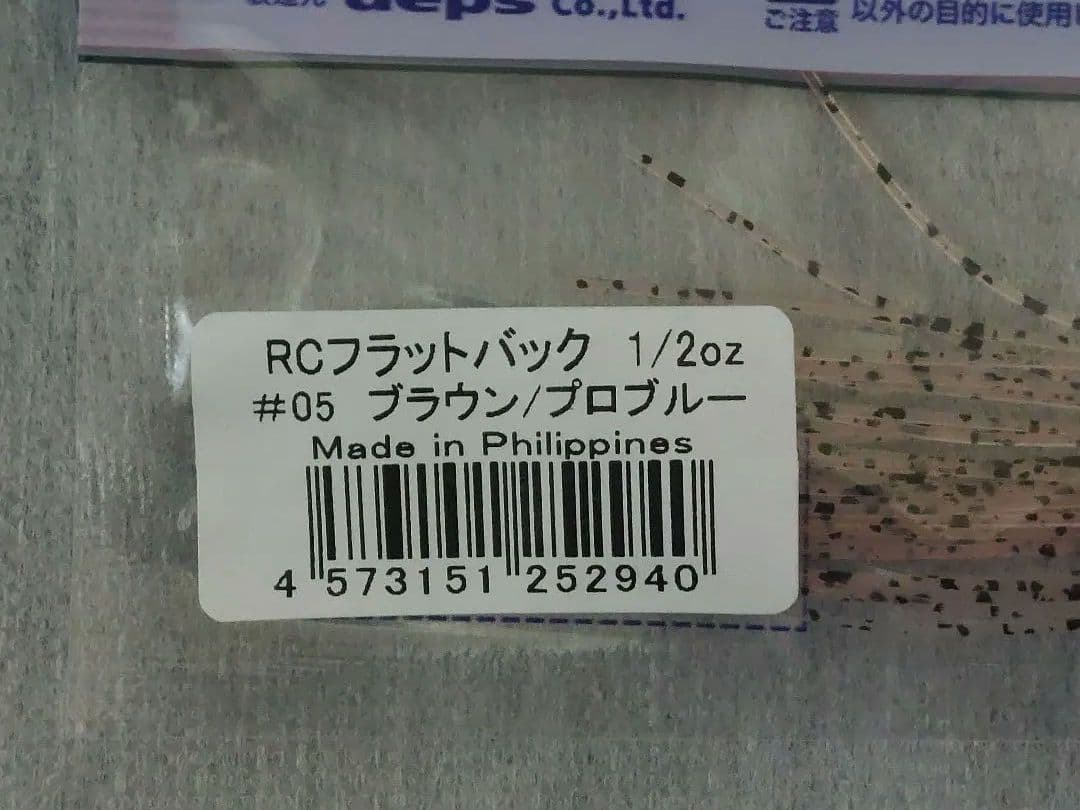 deps Co.,Ltd.
ご注意 以外の目的に使用
RCフラットバック 1/2oz
#05 ブラウン/プロブルー
Made in Philippines
4 573151 252940